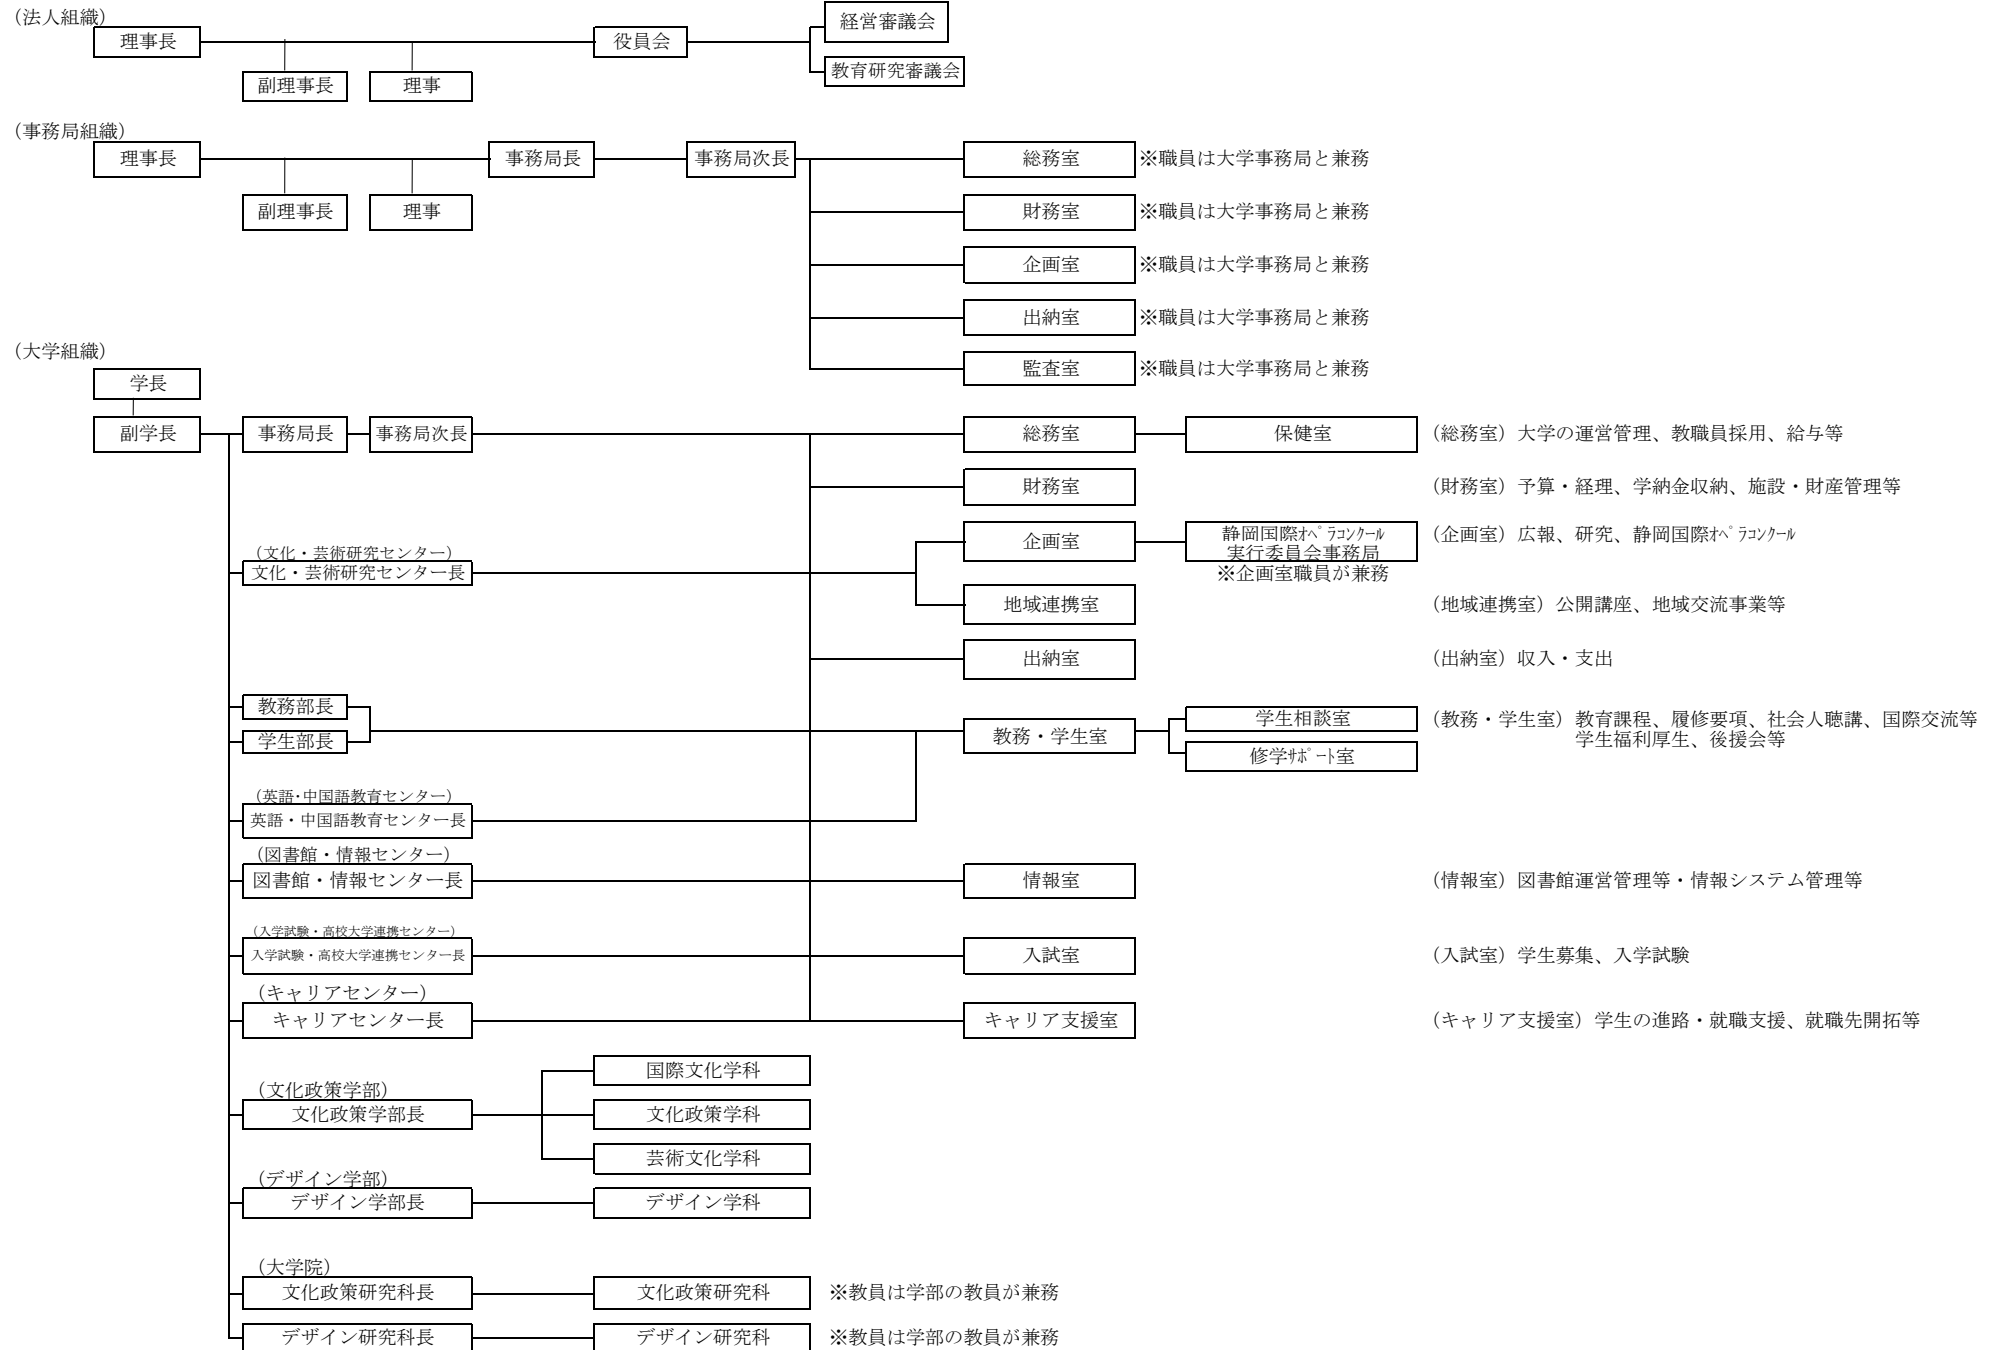 （法人組織）
理事長
役員会
経営審議会
教育研究審議会
副理事長
理事
（事務局組織）
理事長
事務局長
事務局次長
総務室
※職員は大学事務局と兼務
副理事長
理事
財務室
※職員は大学事務局と兼務
企画室
※職員は大学事務局と兼務
出納室
※職員は大学事務局と兼務
監査室
※職員は大学事務局と兼務
（大学組織）
学長
副学長
事務局長
事務局次長
総務室
保健室
（総務室）大学の運営管理、教職員採用、給与等
財務室
（財務室）予算・経理、学納金収納、施設・財産管理等
企画室
静岡国際ｵﾍﾟﾗｺﾝｸｰﾙ
実行委員会事務局
※企画室職員が兼務
（企画室）広報、研究、静岡国際ｵﾍﾟﾗｺﾝｸｰﾙ
（文化・芸術研究センター）
文化・芸術研究センター長
地域連携室
（地域連携室）公開講座、地域交流事業等
出納室
（出納室）収入・支出
教務部長
学生部長
教務・学生室
学生相談室
修学ｻﾎﾟｰﾄ室
（教務・学生室）教育課程、履修要項、社会人聴講、国際交流等
学生福利厚生、後援会等
（英語･中国語教育センター）
英語・中国語教育センター長
（図書館・情報センター）
図書館・情報センター長
情報室
（情報室）図書館運営管理等・情報システム管理等
（入学試験・高校大学連携センター）
入学試験・高校大学連携センター長
入試室
（入試室）学生募集、入学試験
（キャリアセンター）
キャリアセンター長
キャリア支援室
（キャリア支援室）学生の進路・就職支援、就職先開拓等
（文化政策学部）
文化政策学部長
国際文化学科
文化政策学科
芸術文化学科
（デザイン学部）
デザイン学部長
デザイン学科
（大学院）
文化政策研究科長
文化政策研究科
※教員は学部の教員が兼務
デザイン研究科長
デザイン研究科
※教員は学部の教員が兼務